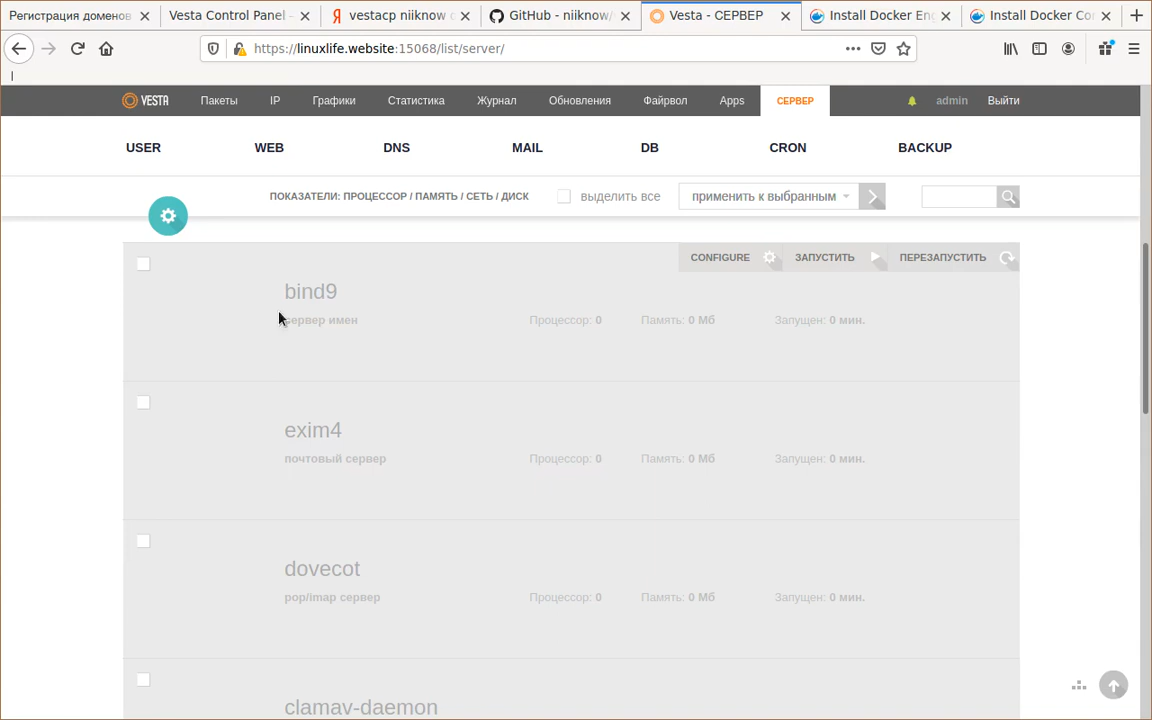 Регистрация доменов
Vesta Control Panel -
vestacp niiknow
GitHub - niiknow/
Vesta - СЕРВЕР
Install Docker En
Install Docker Co
https://linuxlife.website:15068/list/server/
VESTA
Пакеты
IP
Графики
Статистика
Журнал
Обновления
Файрвол
Apps
СЕРВЕР
admin
Выйти
USER
WEB
DNS
MAIL
DB
CRON
BACKUP
ПОКАЗАТЕЛИ: ПРОЦЕССОР / ПАМЯТЬ / СЕТЬ / ДИСК
выделить все
применить к выбранным
CONFIGURE
ЗАПУСТИТЬ
ПЕРЕЗАПУСТИТЬ
bind9
сервер имен
Процессор: 0
Память: 0 Мб
Запущен: 0 мин.
exim4
почтовый сервер
Процессор: 0
Память: 0 Мб
Запущен: 0 мин.
dovecot
pop/imap сервер
Процессор: 0
Память: 0 Мб
Запущен: 0 мин.
clamav-daemon